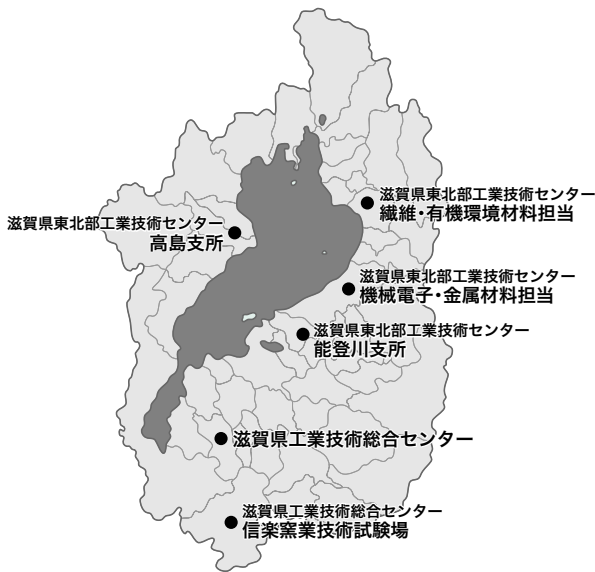 滋賀県東北部工業技術センター
繊維・有機環境材料担当
滋賀県東北部工業技術センター
高島支所
滋賀県東北部工業技術センター
機械電子・金属材料担当
滋賀県東北部工業技術センター
能登川支所
滋賀県工業技術総合センター
滋賀県工業技術総合センター
信楽窯業技術試験場